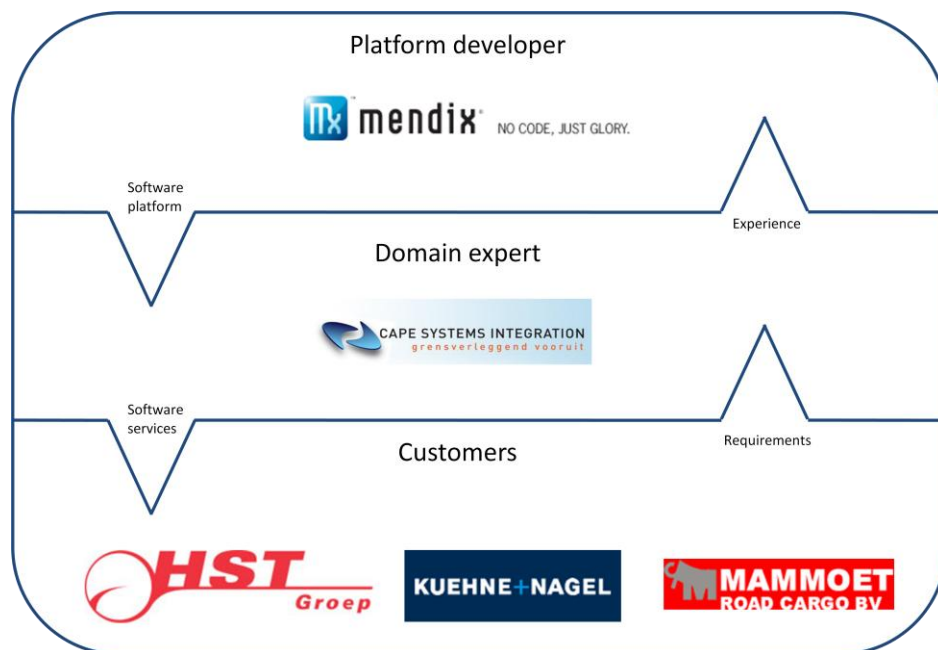 Platform developer
Mx mendix NO CODE, JUST GLORY.
Software
platform
Experience
Domain expert
CAPE SYSTEMS INTEGRATION
grensverleggend vooruit
Software
services
Requirements
Customers
HST
Groep
KUEHNE+NAGEL
MAMMOET
ROAD CARGO BV